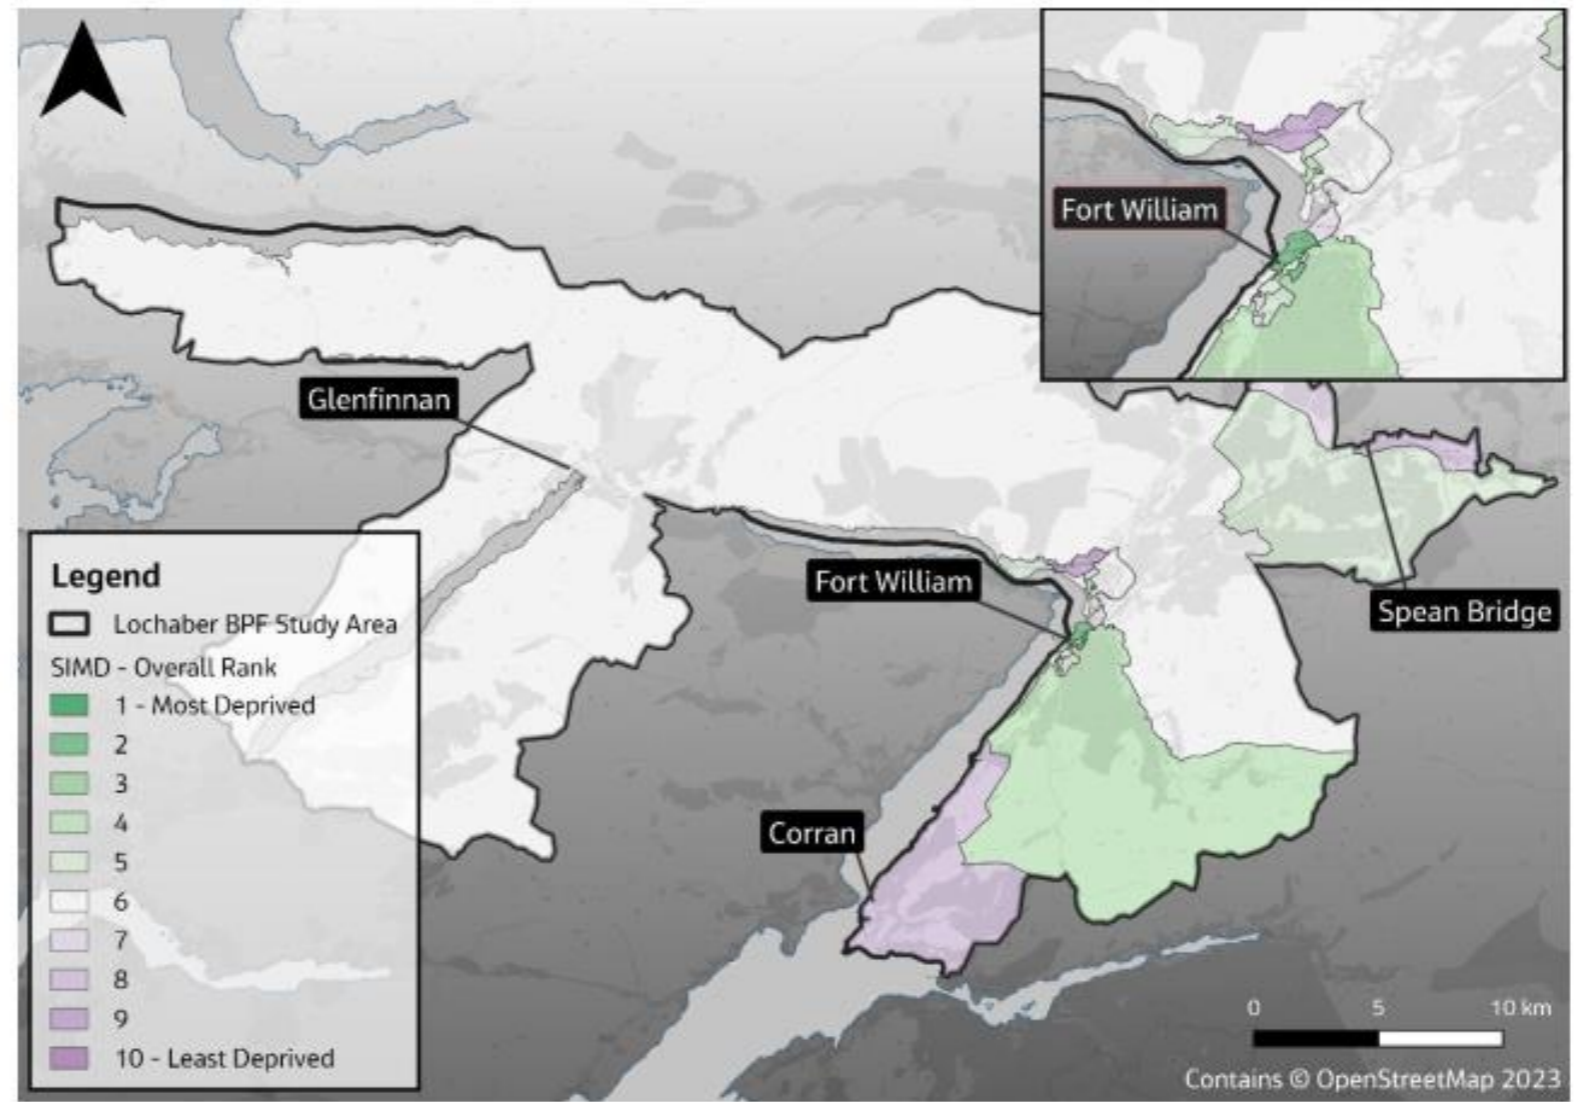 Fort William
Glenfinnan
Fort William
Spean Bridge
Corran
Legend
Lochaber BPF Study Area
SIMD - Overall Rank
1 - Most Deprived
2
3
4
5
6
7
8
9
10 - Least Deprived
0 5 10 km
Contains © OpenStreetMap 2023